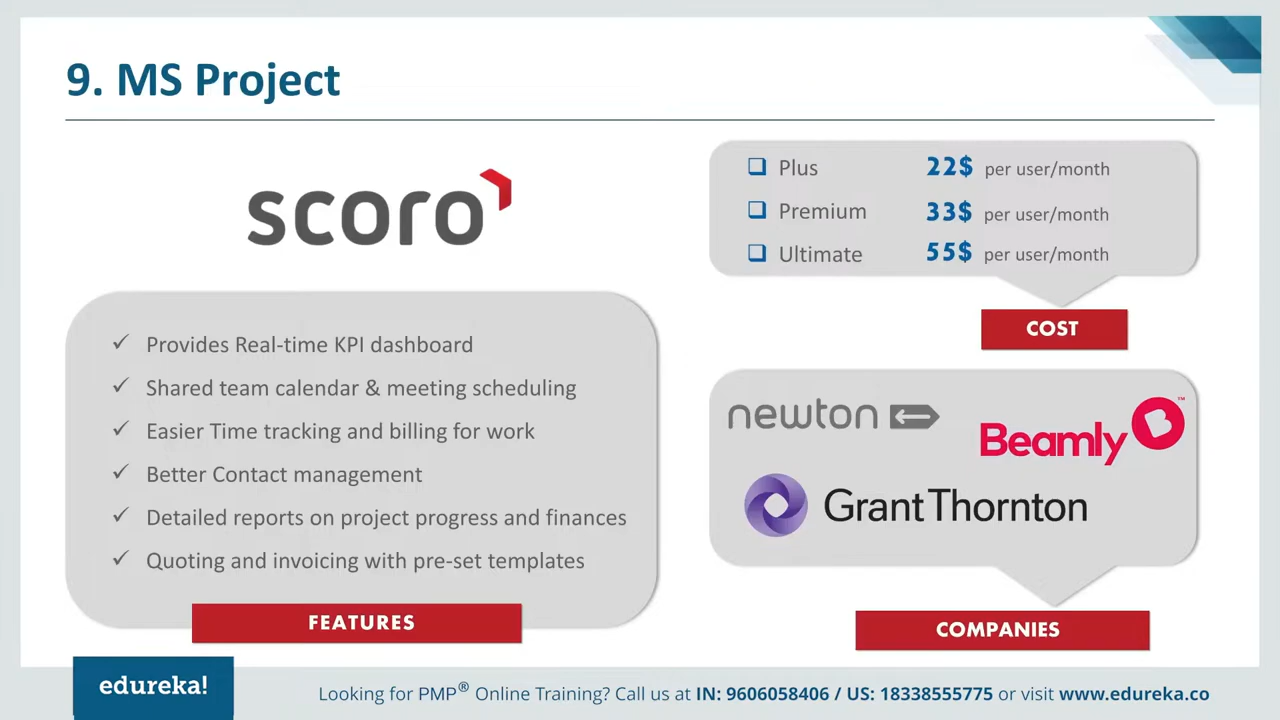 9. MS Project
scoro
Plus 22$ per user/month
Premium 33$ per user/month
Ultimate 55$ per user/month
COST
Provides Real-time KPI dashboard
Shared team calendar & meeting scheduling
Easier Time tracking and billing for work
Better Contact management
Detailed reports on project progress and finances
Quoting and invoicing with pre-set templates
FEATURES
newton
Beamly™
Grant Thornton
COMPANIES
edureka!
Looking for PMP® Online Training? Call us at IN: 9606058406 / US: 18338555775 or visit www.edureka.co